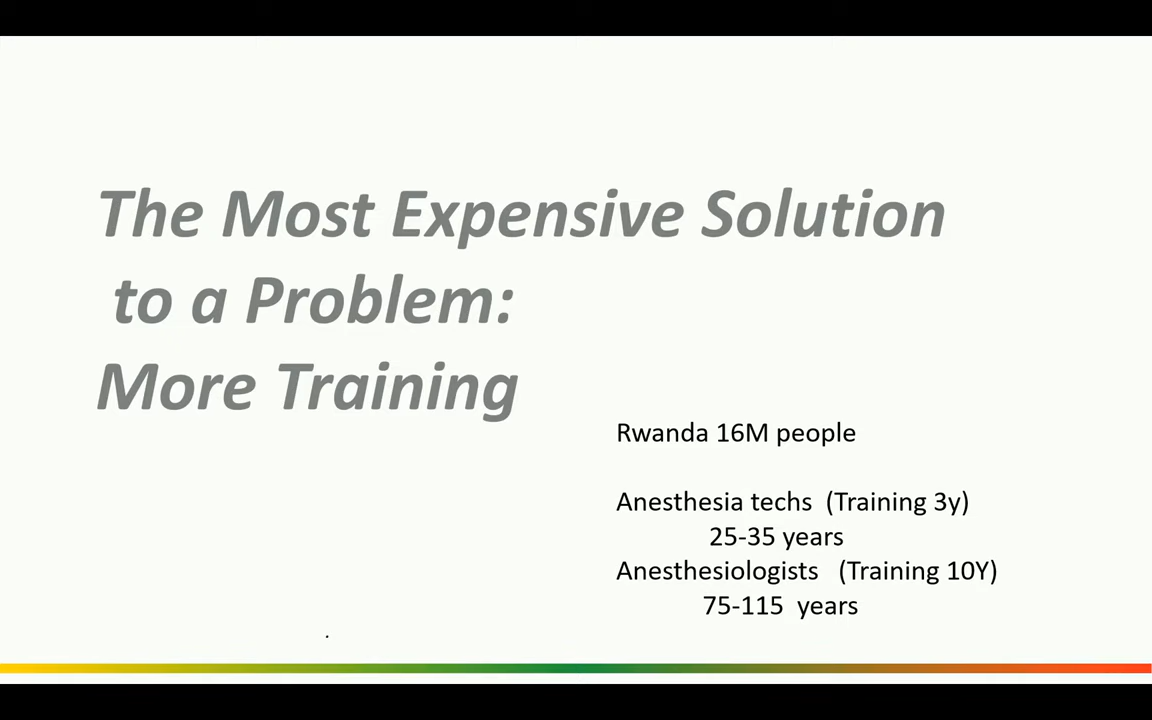 The Most Expensive Solution
to a Problem:
More Training
Rwanda 16M people
Anesthesia techs (Training 3y)
25-35 years
Anesthesiologists (Training 10Y)
75-115 years
.